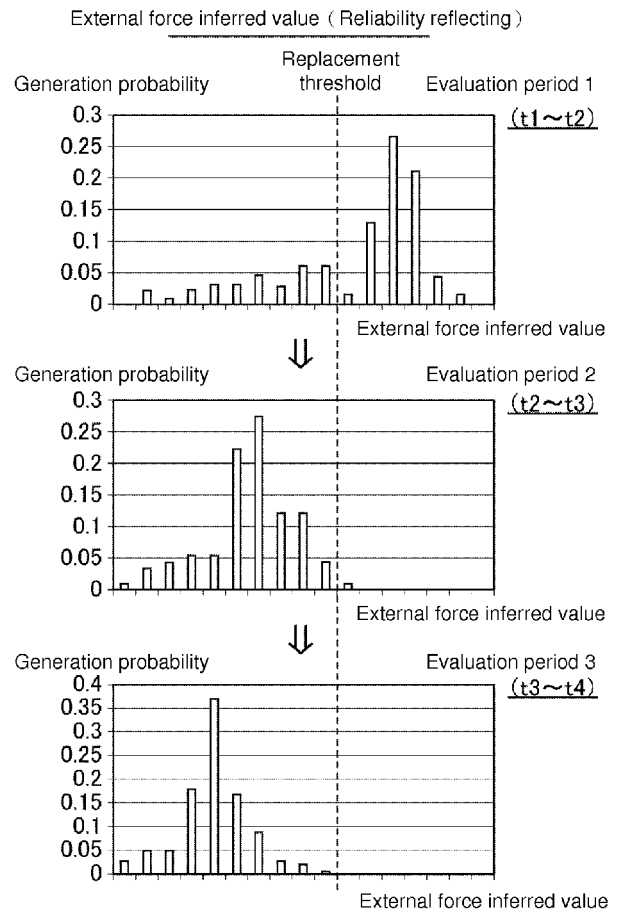 External force inferred value ( Reliability reflecting )
Replacement
threshold
Generation probability
Evaluation period 1
(t1～t2)
0.3
0.25
0.2
0.15
0.1
0.05
0
External force inferred value
⇓
Generation probability
Evaluation period 2
(t2～t3)
0.3
0.25
0.2
0.15
0.1
0.05
0
External force inferred value
⇓
Generation probability
Evaluation period 3
(t3～t4)
0.4
0.35
0.3
0.25
0.2
0.15
0.1
0.05
0
External force inferred value